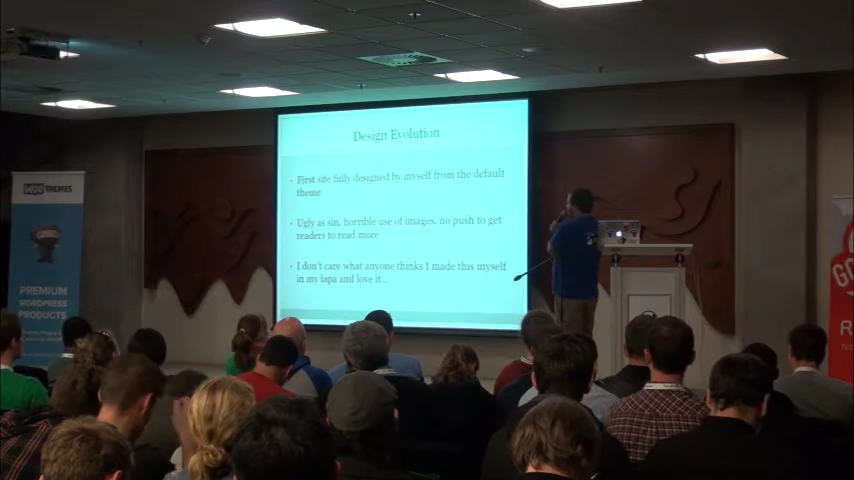 WOO THEMES
PREMIUM
WORDPRESS
PRODUCTS
Design Evolution
First site fully designed by myself from the default
theme
Ugly as sin, horrible use of images, no push to get
readers to read more
I don't care what anyone thinks I made this myself
in my lapa and love it...
GO
R